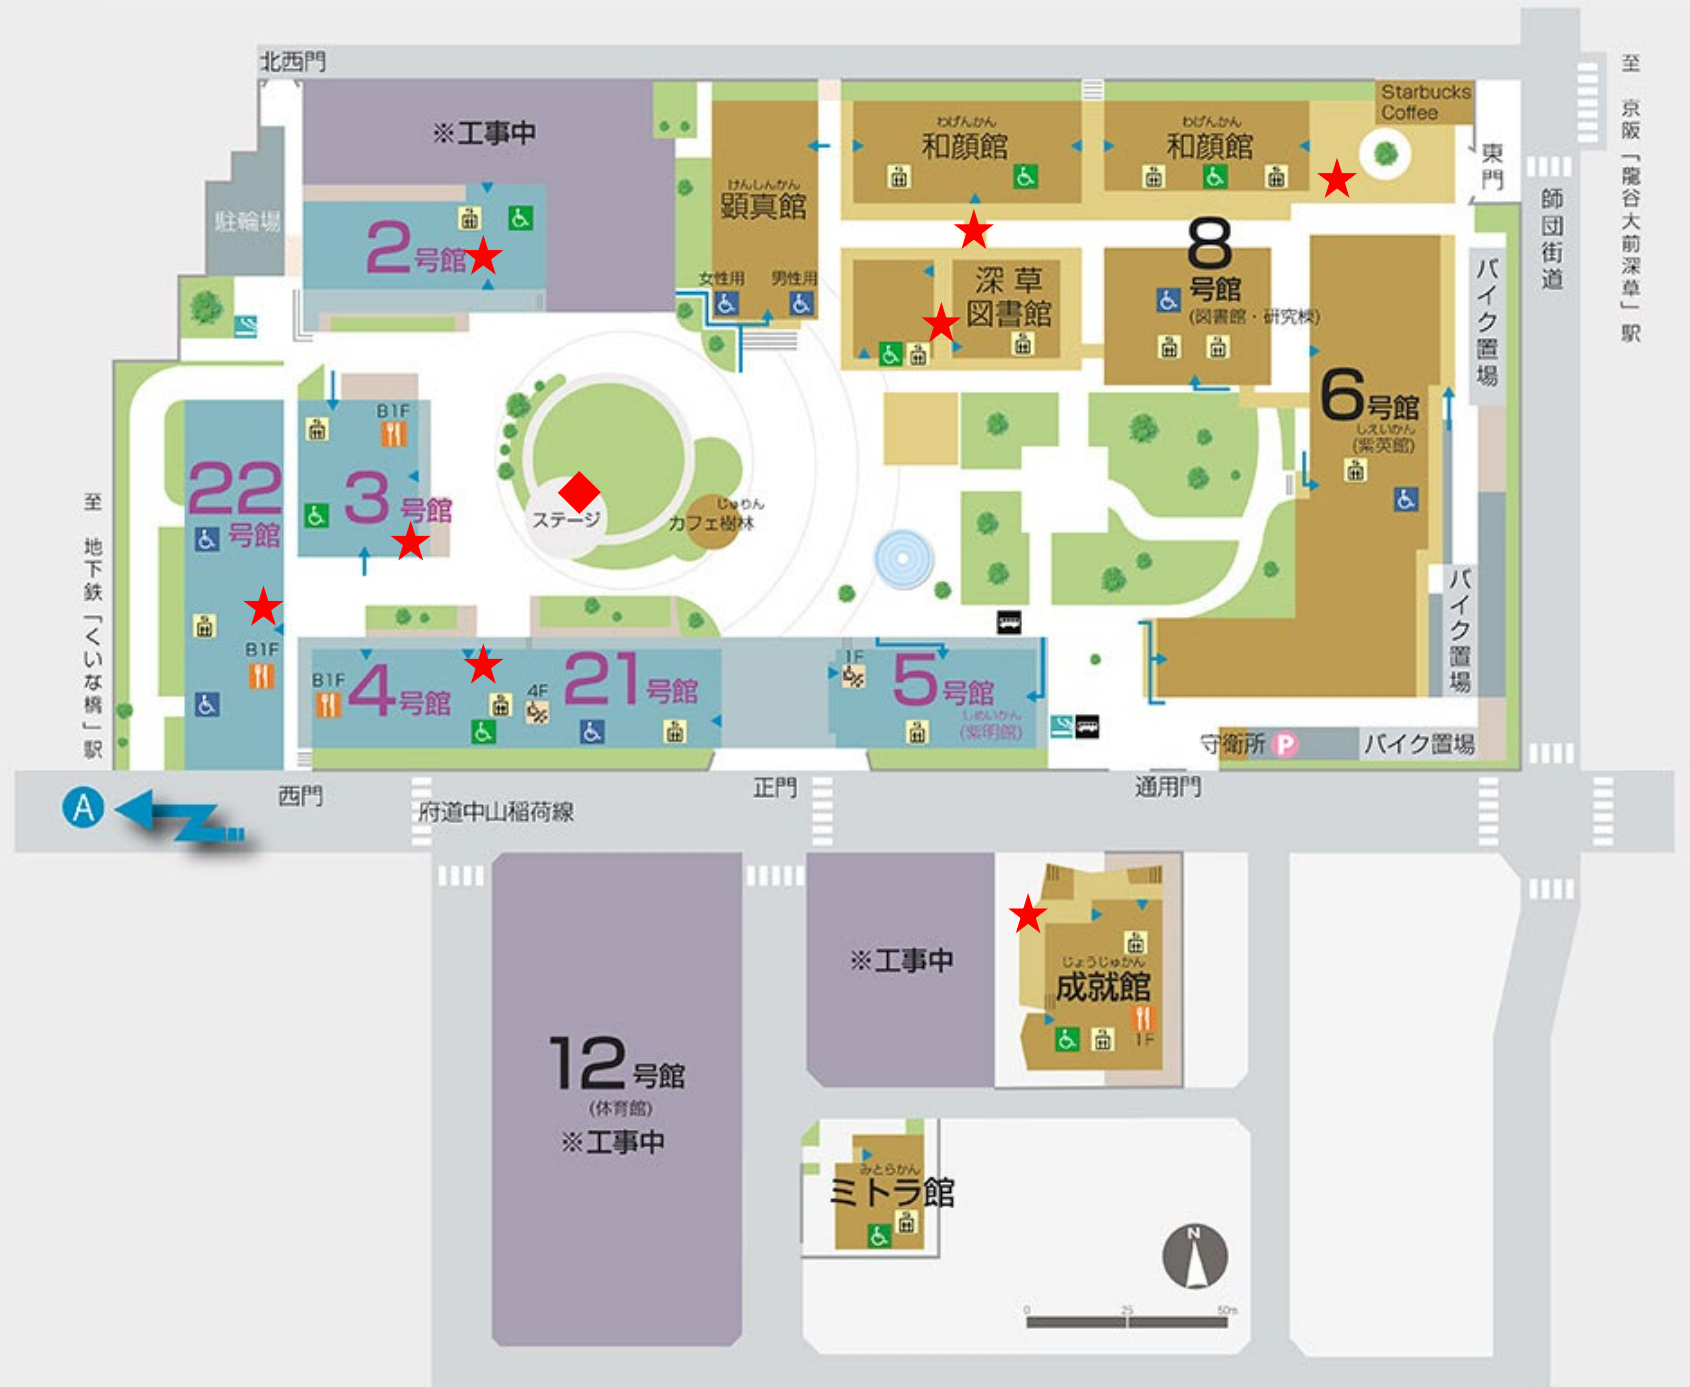 北西門
Starbucks
Coffee
至 京阪「龍谷大前深草」駅
※工事中
わげんかん
和顔館
わげんかん
和顔館
東門
けんしんかん
顕真館
師団街道
駐輪場
2号館
女性用
男性用
深草
図書館
8
号館
(図書館・研究棟)
バイク置場
6号館
しえいかん
(紫英館)
B1F
22
号館
3号館
ステージ
じゅりん
カフェ樹林
至 地下鉄「くいな橋」駅
B1F
バイク置場
B1F
4号館
4F
21号館
1F
5号館
しめいかん
(紫明館)
守衛所
P
バイク置場
西門
正門
通用門
A
府道中山稲荷線
※工事中
じょうじゅかん
成就館
1F
12号館
(体育館)
※工事中
みとらかん
ミトラ館
N
0 25 50m